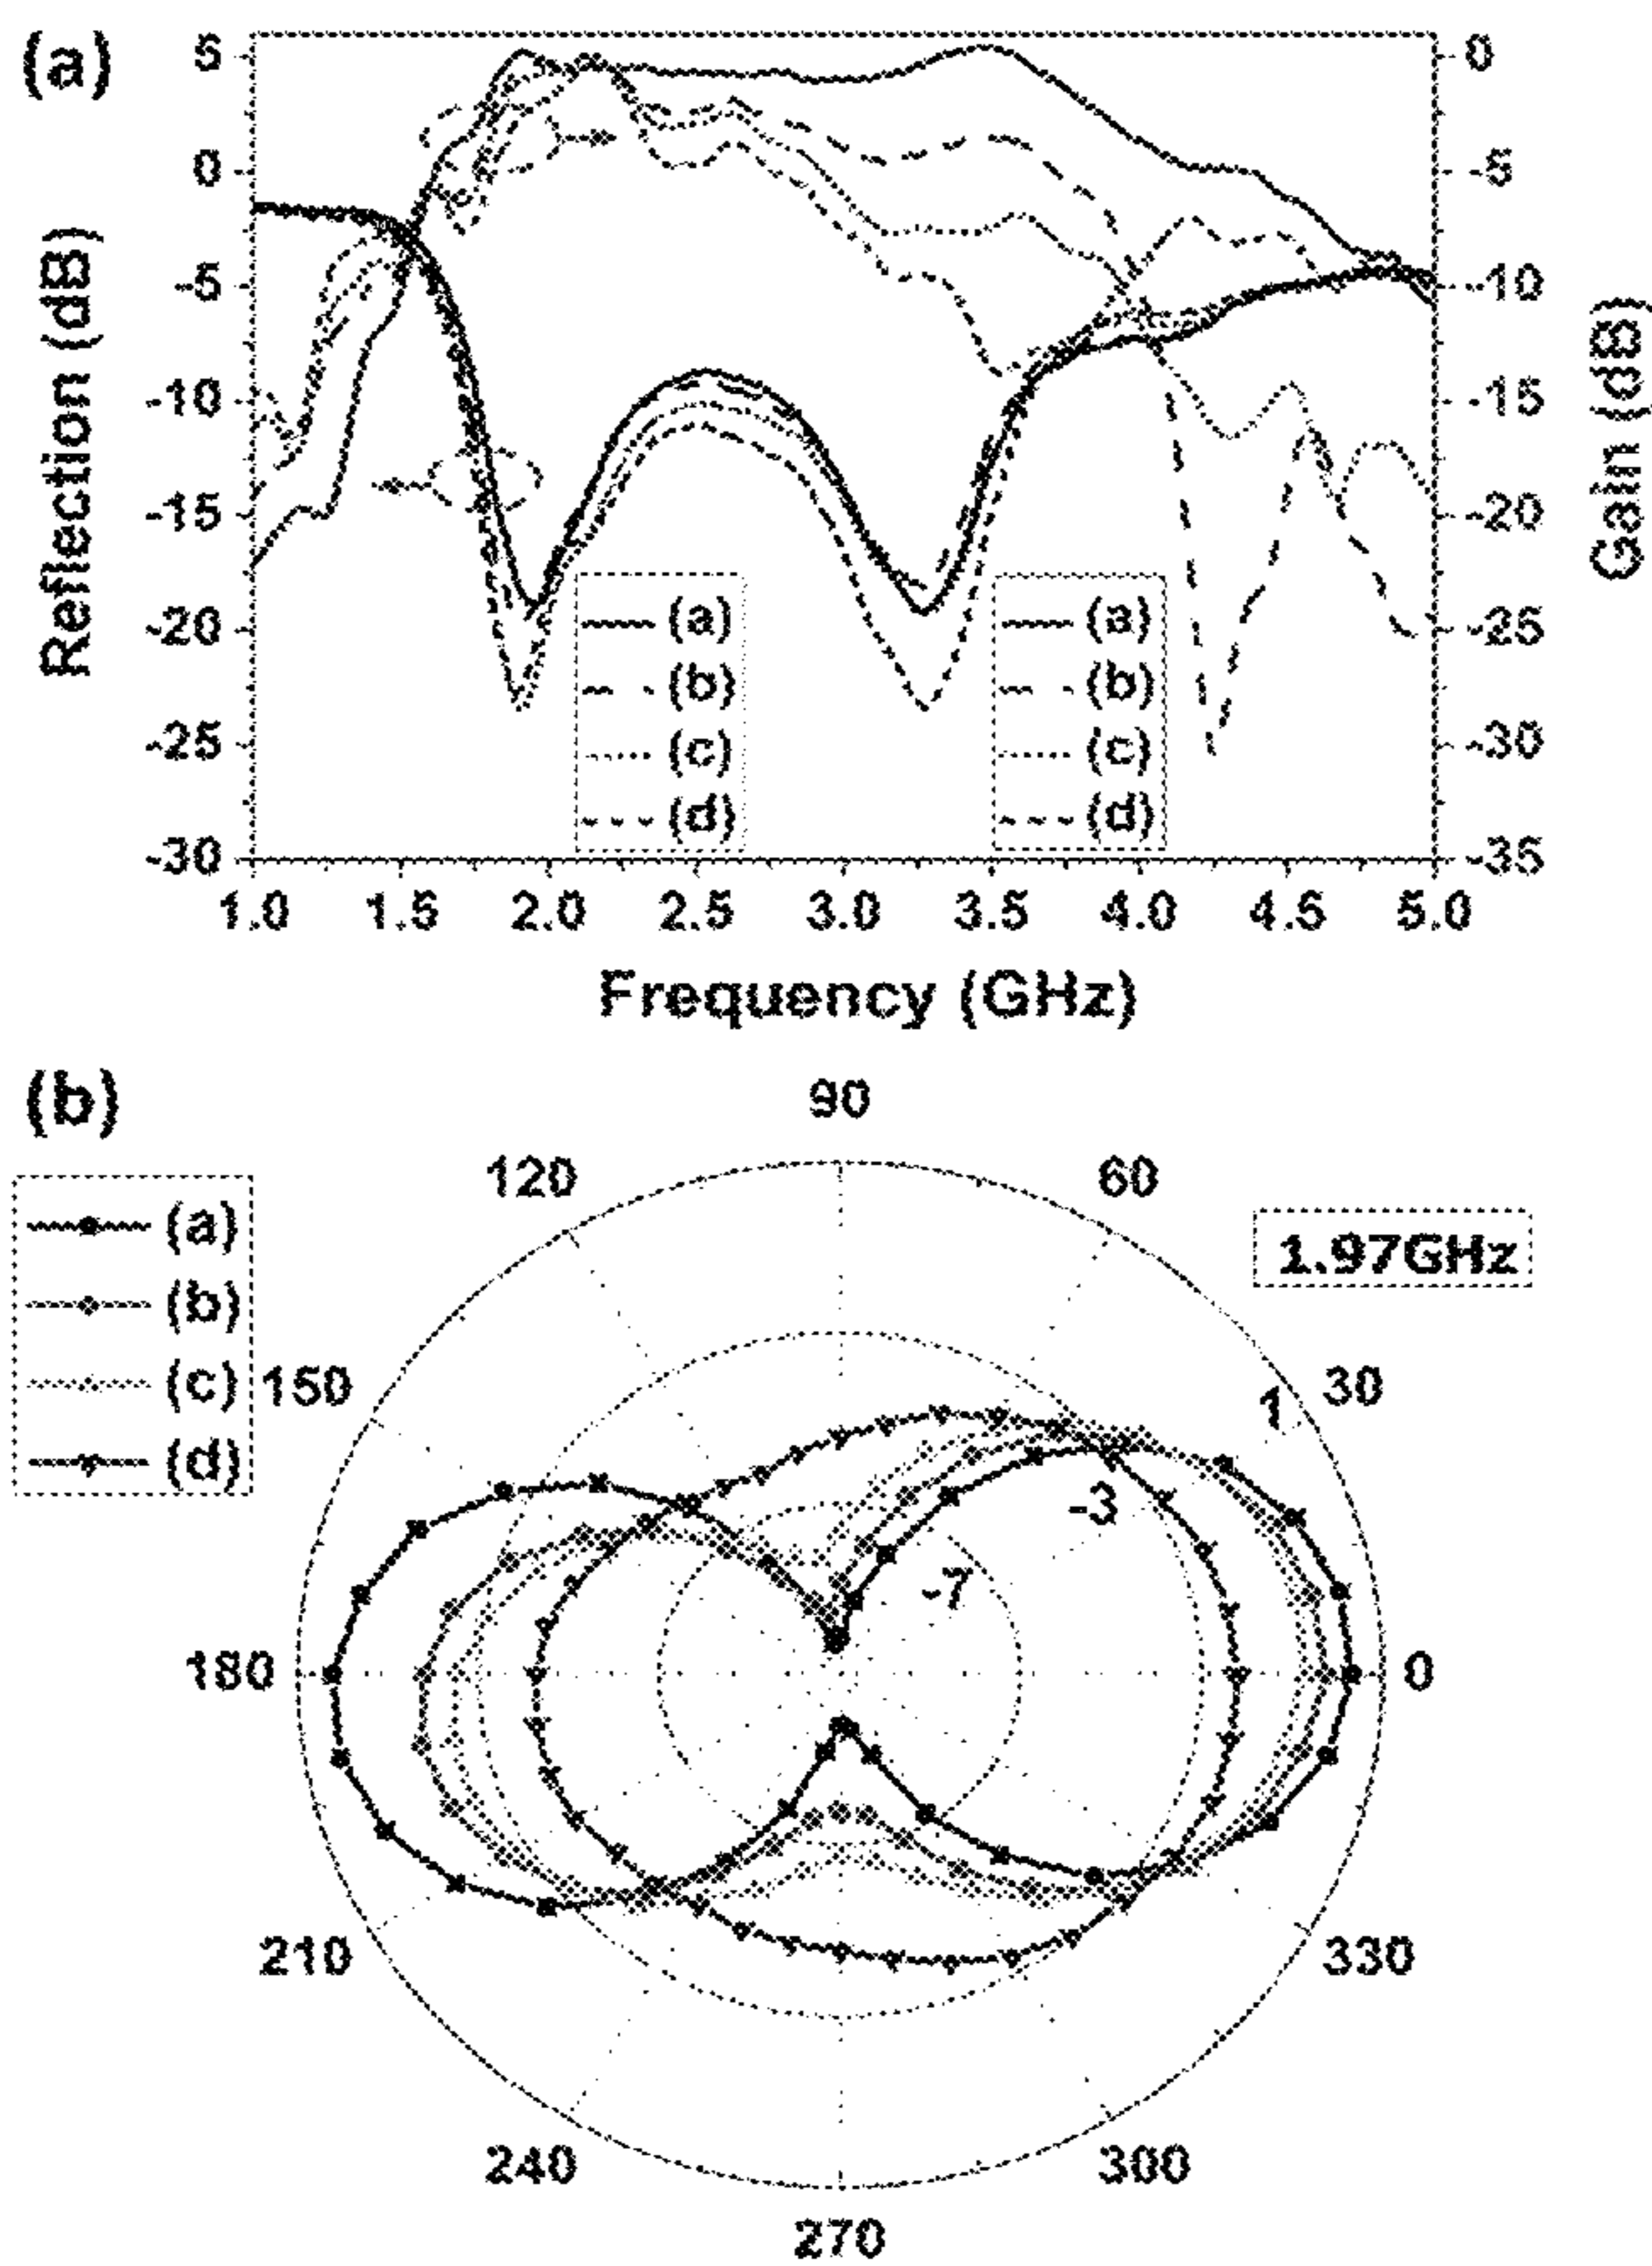 (a)
5
0
-5
-10
-15
-20
-25
-30
Reflection (dB)
0
-5
-10
-15
-20
-25
-30
-35
Gain (dB)
(a)
(b)
(c)
(d)
(a)
(b)
(c)
(d)
1.0 1.5 2.0 2.5 3.0 3.5 4.0 4.5 5.0
Frequency (GHz)
(b)
(a)
(b)
(c)
(d)
1.97GHz
90
120
60
150
30
1
-3
-7
180
0
210
330
240
300
270